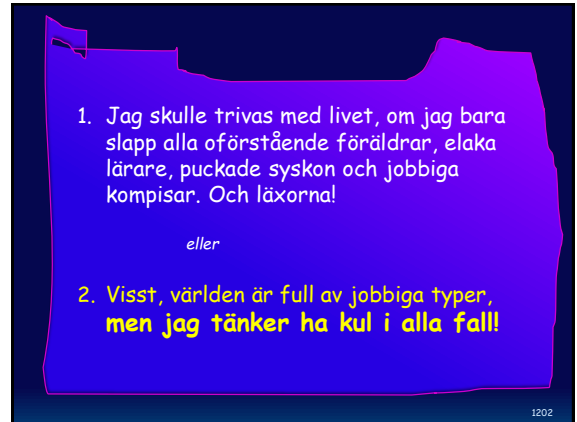 1. Jag skulle trivas med livet, om jag bara
slapp alla oförstående föräldrar, elaka
lärare, puckade syskon och jobbiga
kompisar. Och läxorna!
eller
2. Visst, världen är full av jobbiga typer,
men jag tänker ha kul i alla fall!
1202